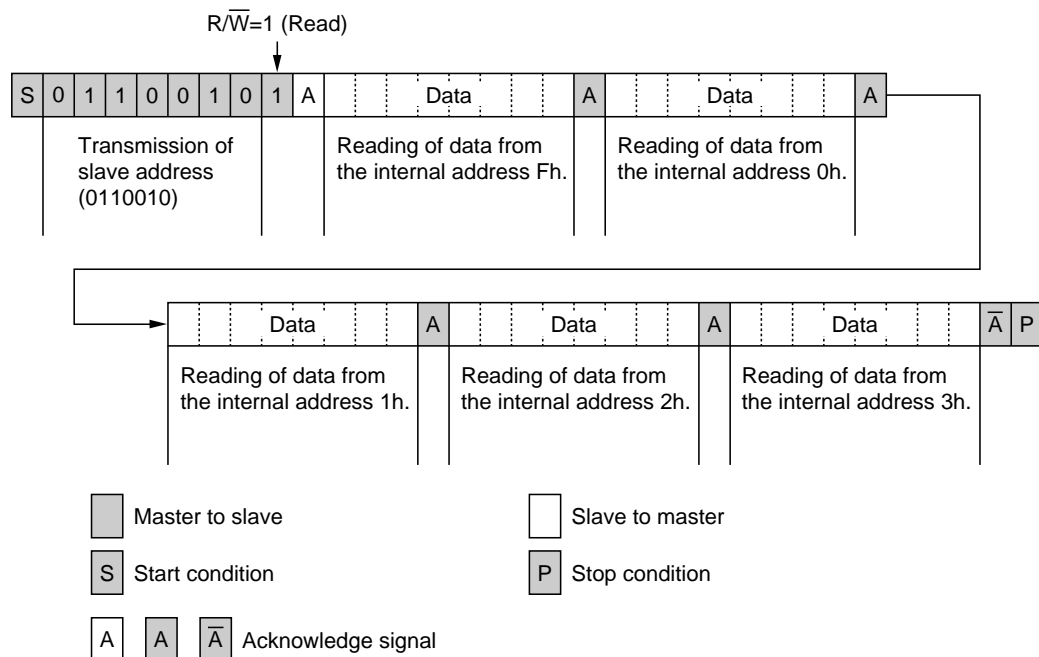 R/W̅=1 (Read)
S 0 1 1 0 0 1 0 1 A Data A Data A
Transmission of
slave address
(0110010)
Reading of data from
the internal address Fh.
Reading of data from
the internal address 0h.
Data A Data A Data A̅ P
Reading of data from
the internal address 1h.
Reading of data from
the internal address 2h.
Reading of data from
the internal address 3h.
Master to slave
Slave to master
S Start condition
P Stop condition
A A A̅ Acknowledge signal